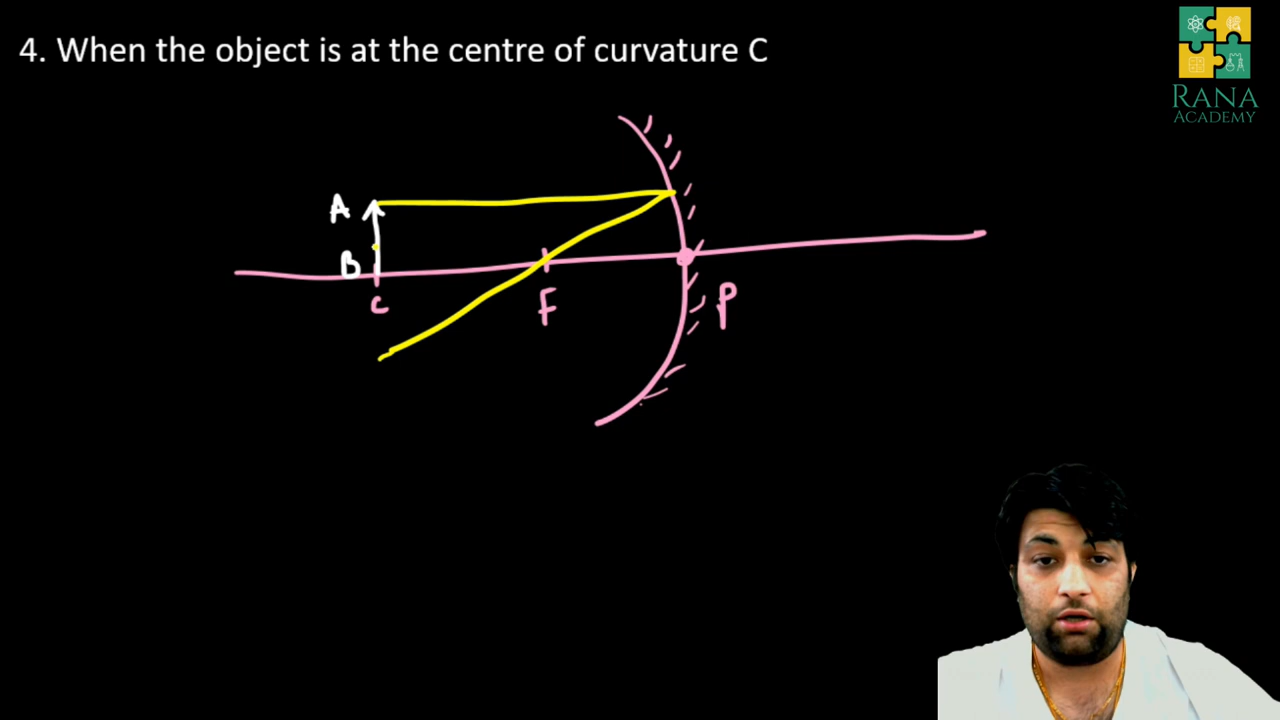 4. When the object is at the centre of curvature C
RANA
ACADEMY
A
B
C
F
P